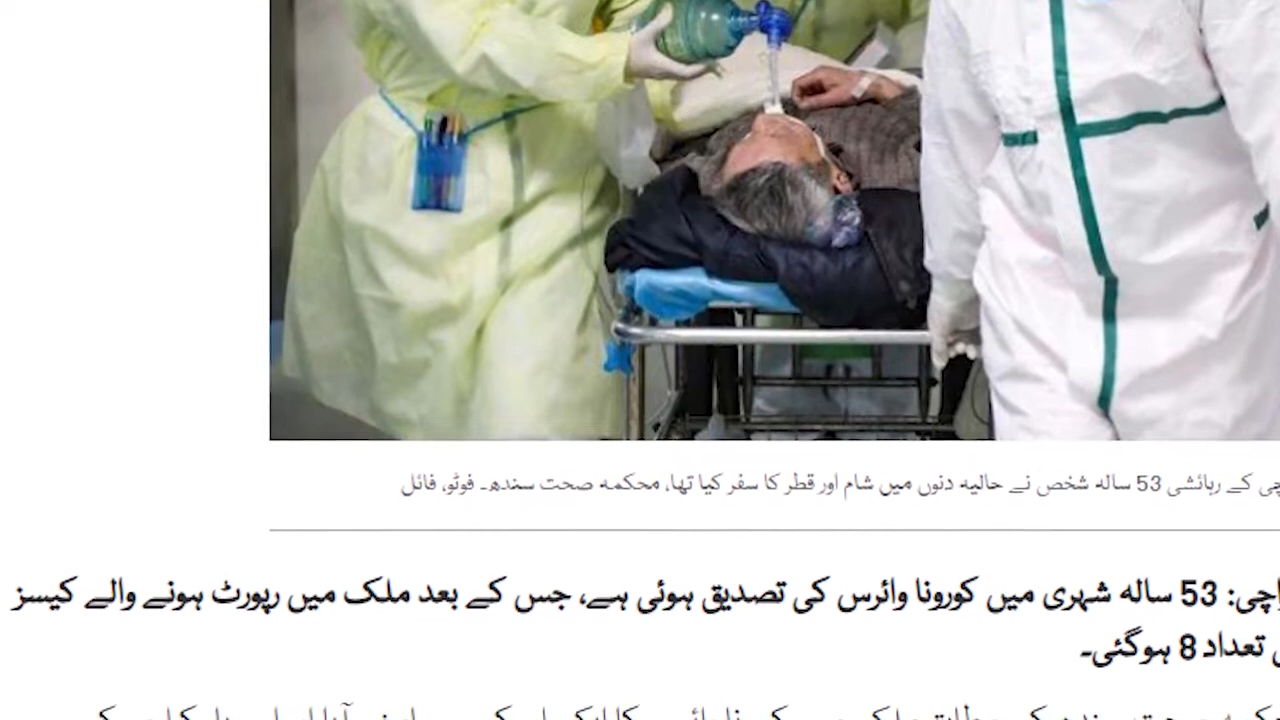 کے رہائشی 53 سالہ شخص نے حالیہ دنوں میں شام اور قطر کا سفر کیا تھا، محکمہ صحت سندھ۔ فوٹو، فائل
53 سالہ شہری میں کورونا وائرس کی تصدیق ہوئی ہے، جس کے بعد ملک میں رپورٹ ہونے والے کیسز
تعداد 8 ہوگئی۔